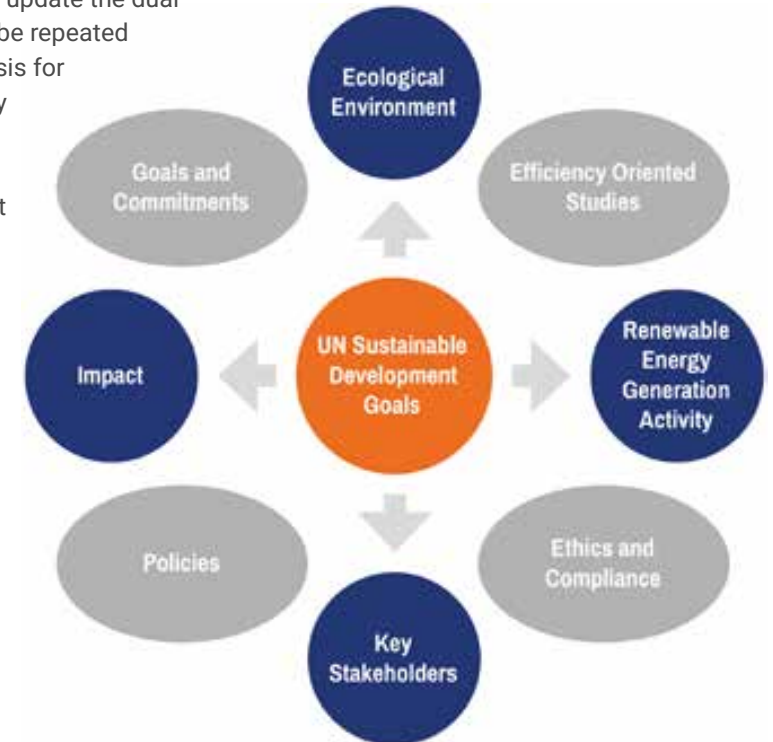 update the dual
be repeated
sis for
y
t
Ecological
Environment
Goals and
Commitments
Efficiency Oriented
Studies
Impact
UN Sustainable
Development
Goals
Renewable
Energy
Generation
Activity
Policies
Ethics and
Compliance
Key
Stakeholders